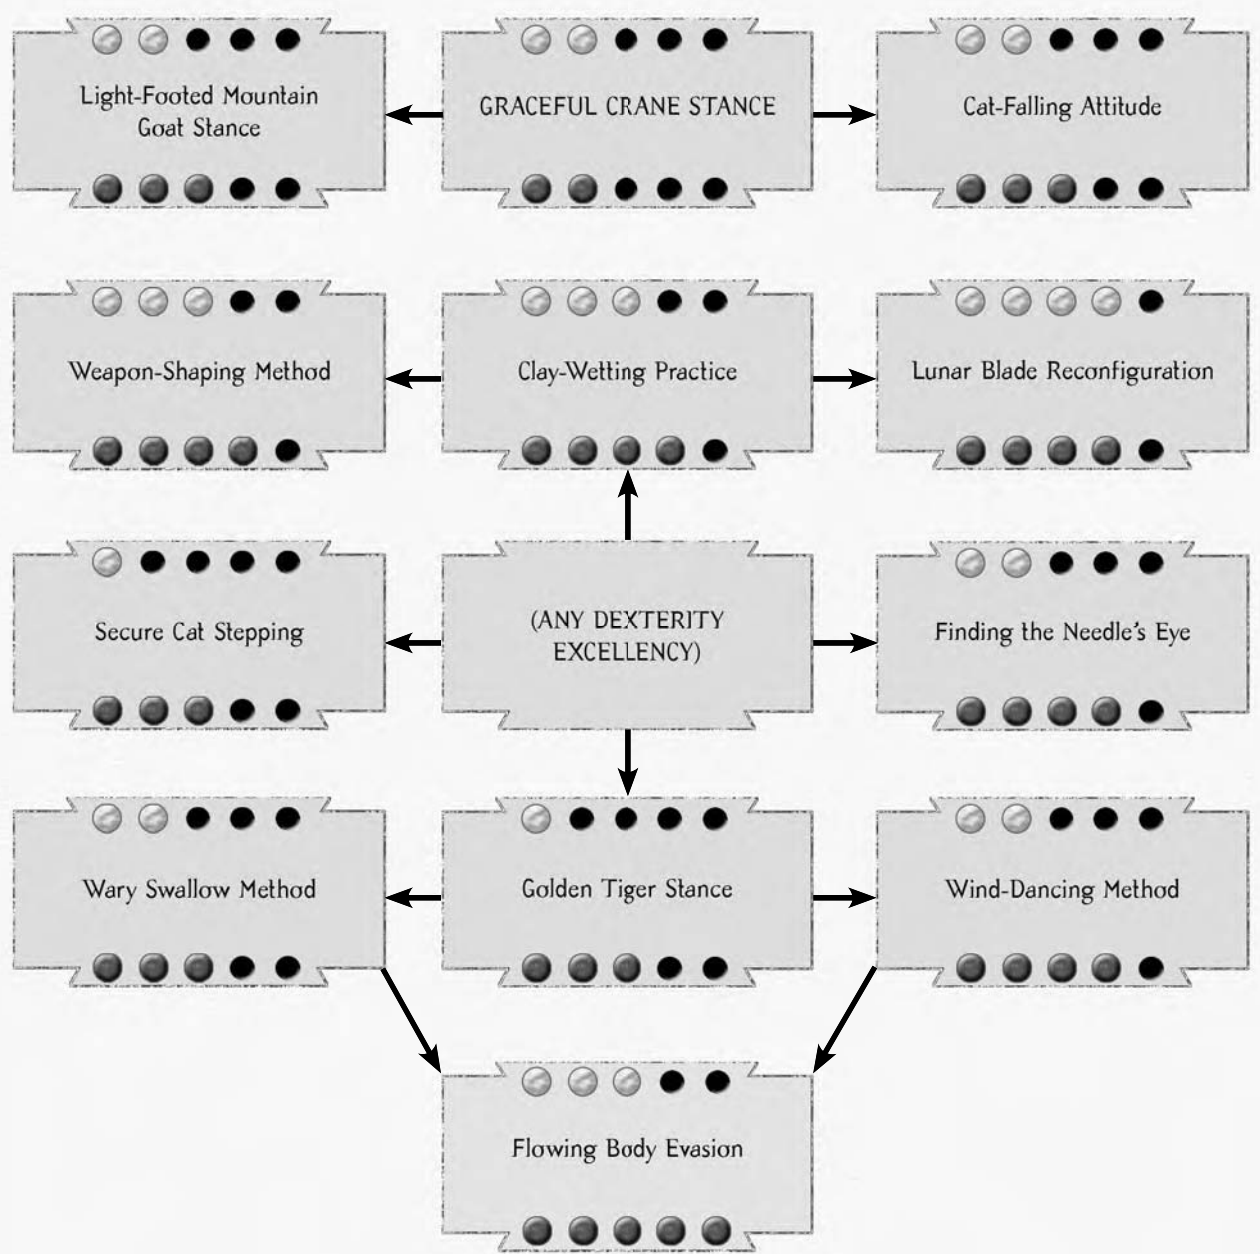 Light-Footed Mountain
Goat Stance
GRACEFUL CRANE STANCE
Cat-Falling Attitude
Weapon-Shaping Method
Clay-Wetting Practice
Lunar Blade Reconfiguration
Secure Cat Stepping
(ANY DEXTERITY
EXCELLENCY)
Finding the Needle's Eye
Wary Swallow Method
Golden Tiger Stance
Wind-Dancing Method
Flowing Body Evasion